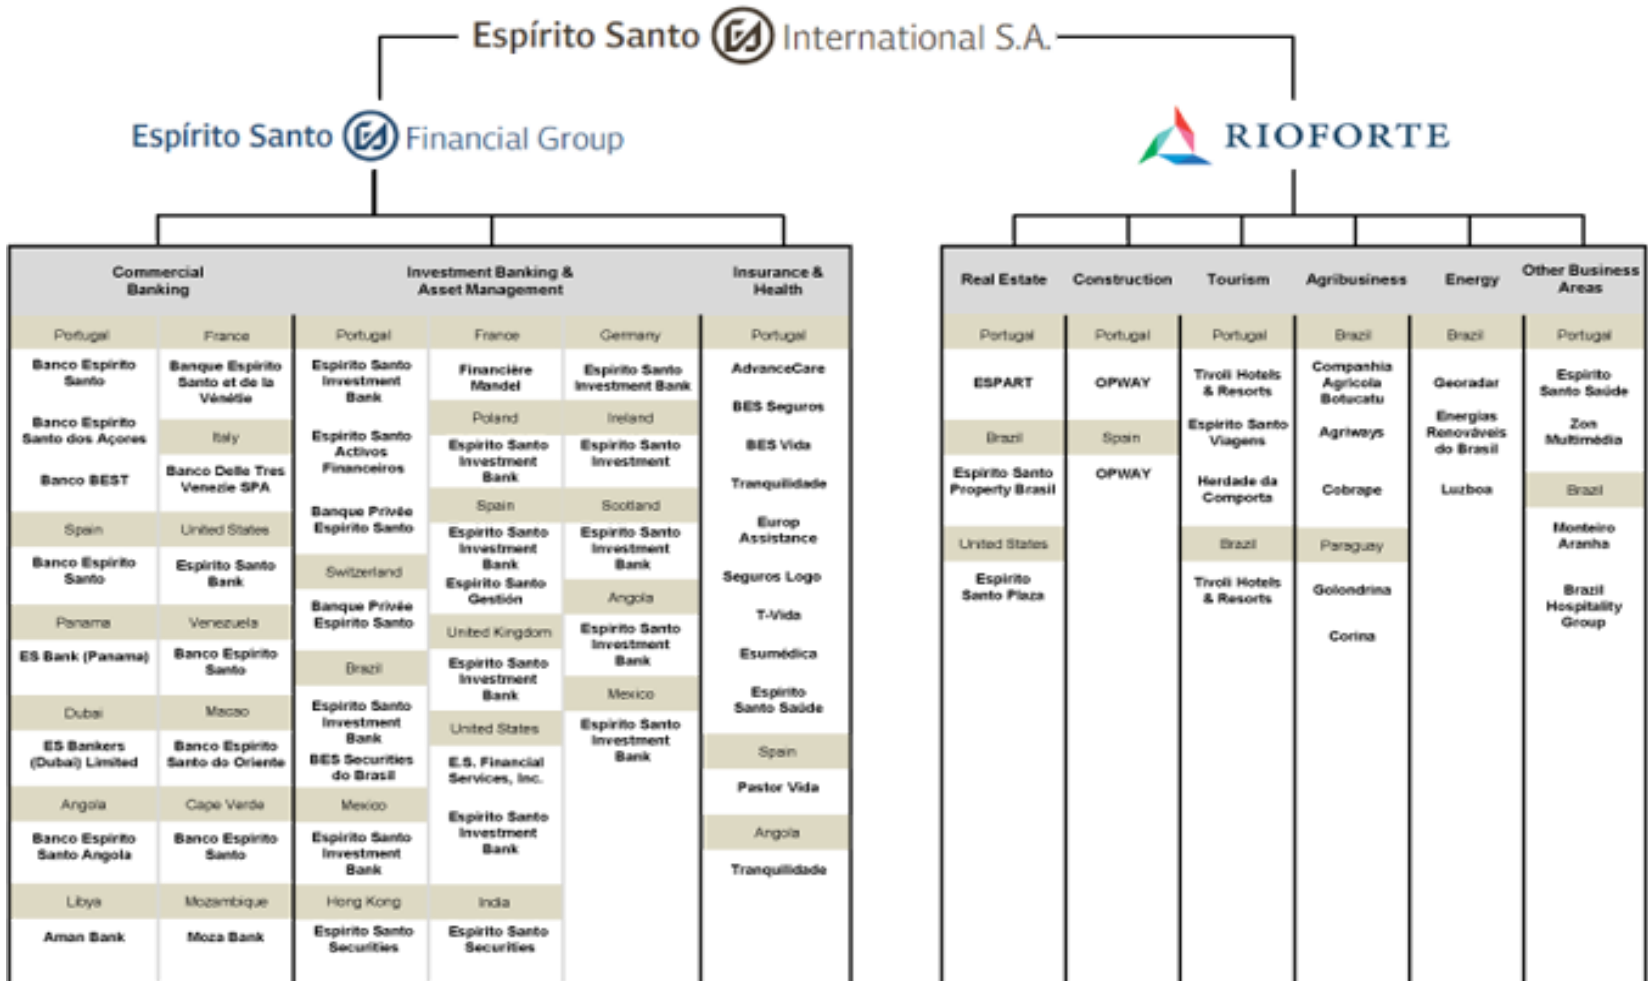 Espírito Santo International S.A.
Espírito Santo Financial Group
RIOFORTE
Commercial
Banking
Portugal
Banco Espírito
Santo
Banco Espírito
Santo dos Açores
Banco BEST
Spain
Banco Espírito
Santo
Panama
ES Bank (Panama)
Dubai
ES Bankers
(Dubai) Limited
Angola
Banco Espírito
Santo Angola
Libya
Aman Bank
France
Banque Espírito
Santo et de la
Vénétie
Italy
Banco Delle Tres
Venezie SPA
United States
Espírito Santo
Bank
Venezuela
Banco Espírito
Santo
Macao
Banco Espírito
Santo do Oriente
Cape Verde
Banco Espírito
Santo
Mozambique
Moza Bank
Investment Banking &
Asset Management
Portugal
Espírito Santo
Investment
Bank
Espírito Santo
Activos
Financeiros
Banque Privée
Espírito Santo
Switzerland
Banque Privée
Espírito Santo
Brazil
Espírito Santo
Investment
Bank
BES Securities
do Brasil
Mexico
Espírito Santo
Investment
Bank
Hong Kong
Espírito Santo
Securities
France
Financière
Mandel
Poland
Espírito Santo
Investment
Bank
Spain
Espírito Santo
Investment
Bank
Espírito Santo
Gestión
United Kingdom
Espírito Santo
Investment
Bank
United States
E.S. Financial
Services, Inc.
Espírito Santo
Investment
Bank
India
Espírito Santo
Securities
Germany
Espírito Santo
Investment Bank
Ireland
Espírito Santo
Investment
Scotland
Espírito Santo
Investment
Bank
Angola
Espírito Santo
Investment
Bank
Mexico
Espírito Santo
Investment
Bank
Insurance &
Health
Portugal
AdvanceCare
BES Seguros
BES Vida
Tranquilidade
Europ
Assistance
Seguros Logo
T-Vida
Esumédica
Espírito
Santo Saúde
Spain
Pastor Vida
Angola
Tranquilidade
Real Estate
Portugal
ESPART
Brazil
Espírito Santo
Property Brasil
United States
Espírito
Santo Plaza
Construction
Portugal
OPWAY
Spain
OPWAY
Tourism
Portugal
Tivoli Hotels
& Resorts
Espírito Santo
Viagens
Herdade da
Comporta
Brazil
Tivoli Hotels
& Resorts
Agribusiness
Brazil
Companhia
Agrícola
Botucatu
Agriways
Cobrape
Paraguay
Golondrina
Corina
Energy
Brazil
Georadar
Energias
Renováveis
do Brasil
Luzboa
Other Business
Areas
Portugal
Espírito
Santo Saúde
Zon
Multimédia
Brazil
Monteiro
Aranha
Brazil
Hospitality
Group